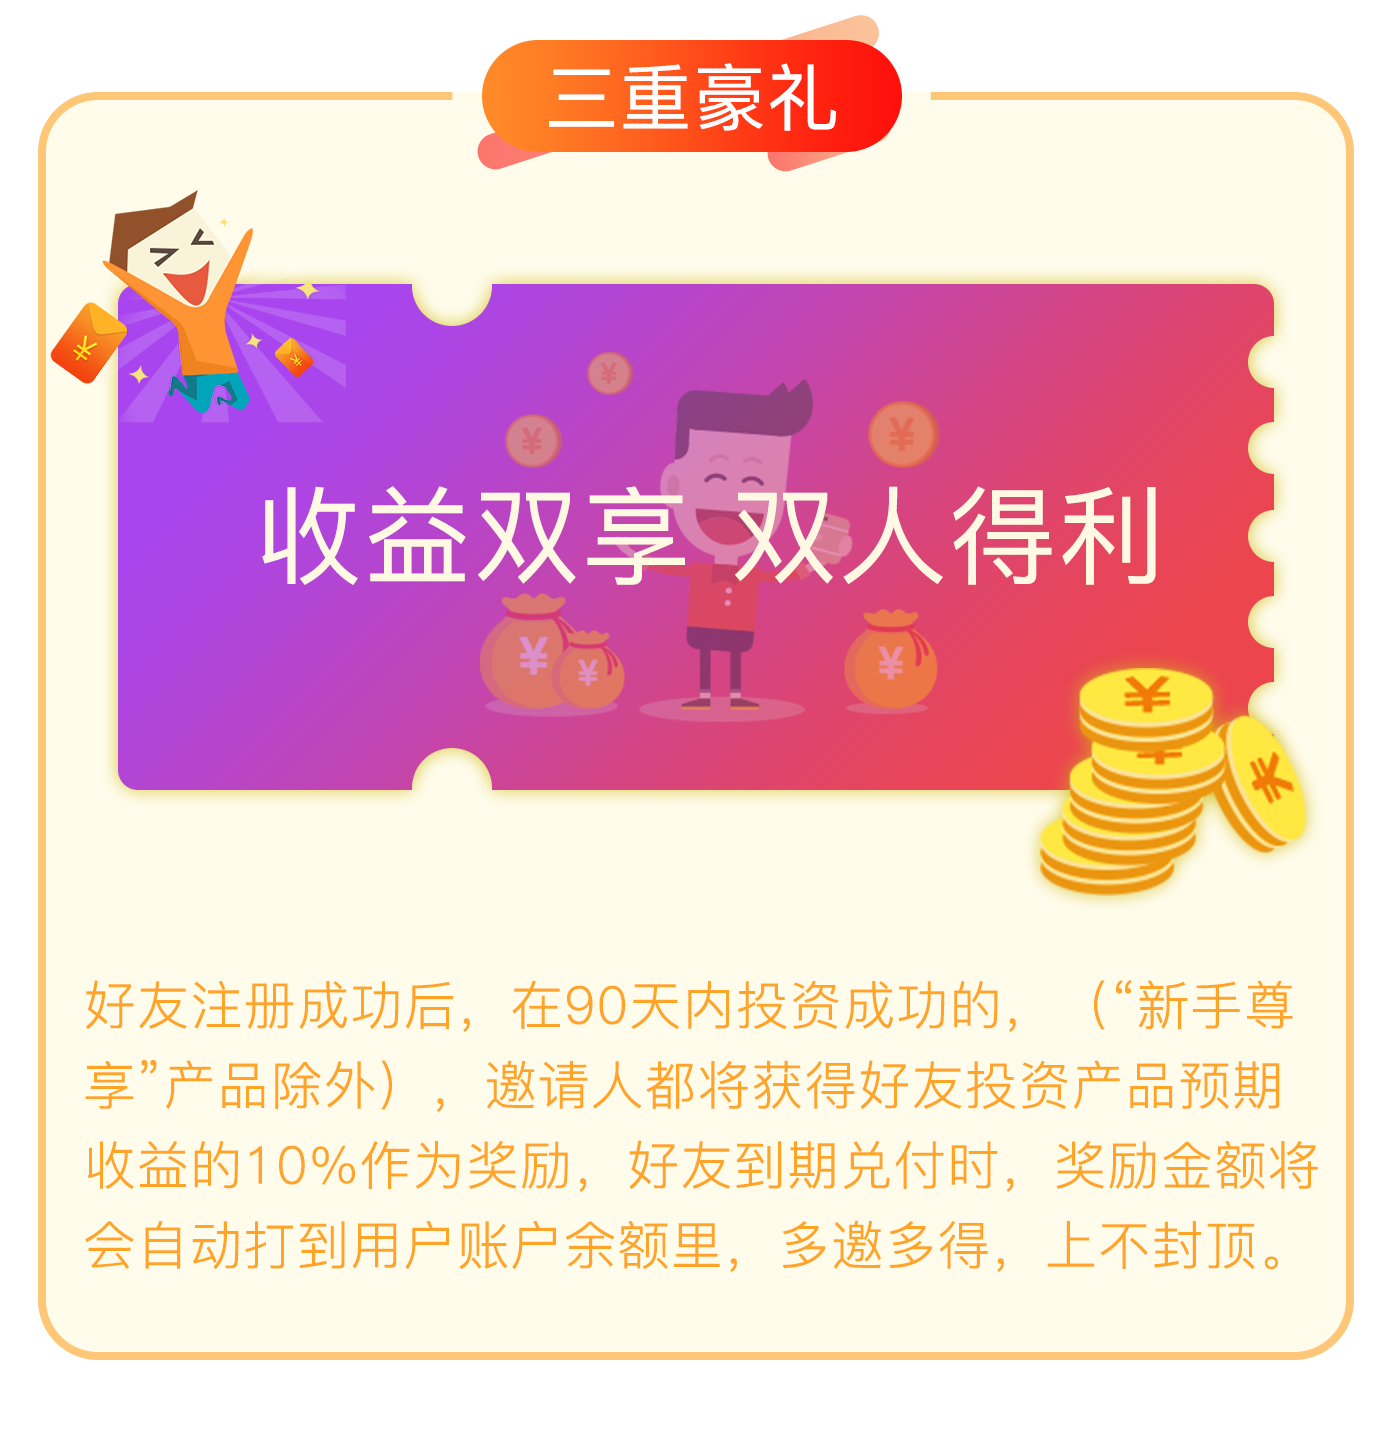 三重豪礼
收益双享 双人得利
好友注册成功后，在90天内投资成功的，（“新手尊
享”产品除外），邀请人都将获得好友投资产品预期
收益的10%作为奖励，好友到期兑付时，奖励金额将
会自动打到用户账户余额里，多邀多得，上不封顶。